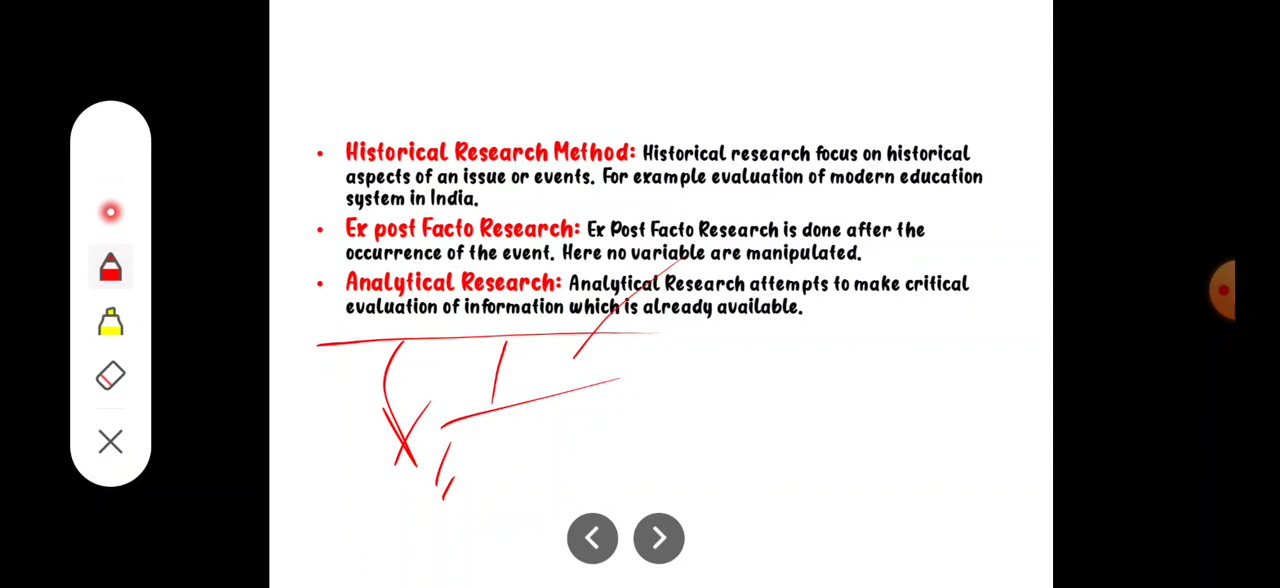 • Historical Research Method: Historical research focus on historical
aspects of an issue or events. For example evaluation of modern education
system in India.
• Ex post Facto Research: Ex Post Facto Research is done after the
occurrence of the event. Here no variable are manipulated.
• Analytical Research: Analytical Research attempts to make critical
evaluation of information which is already available.